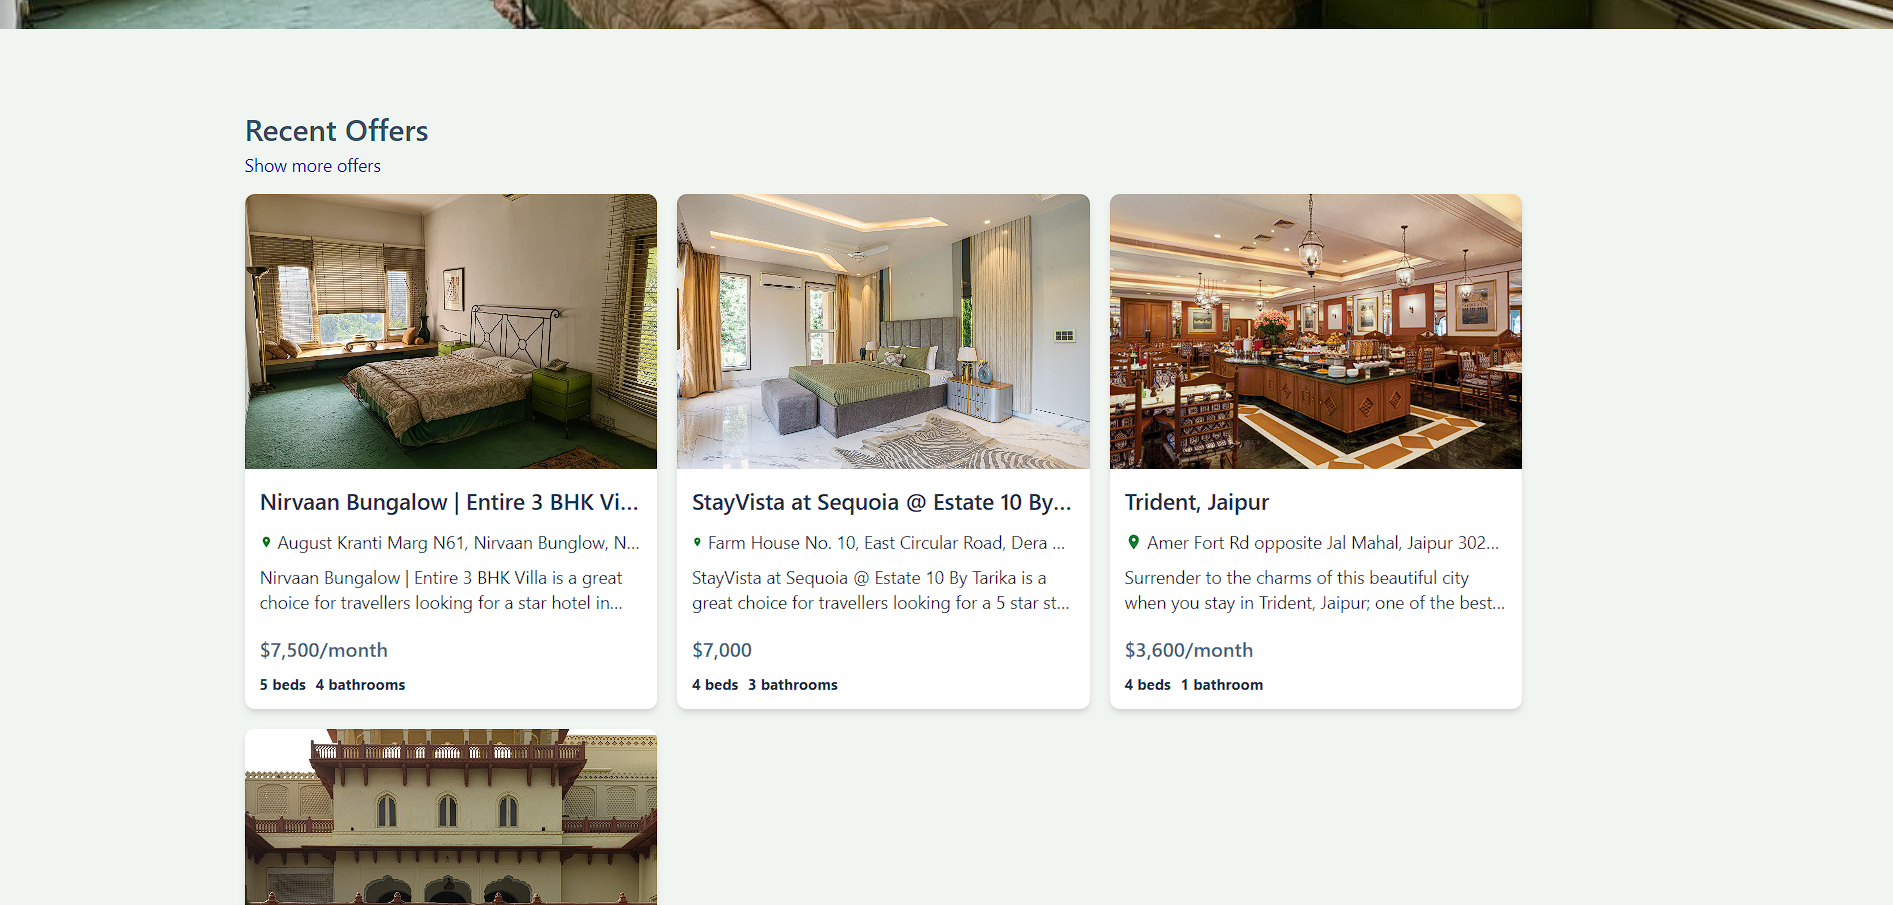 Recent Offers
Show more offers
Nirvaan Bungalow | Entire 3 BHK Vi...
August Kranti Marg N61, Nirvaan Bunglow, N...
Nirvaan Bungalow | Entire 3 BHK Villa is a great
choice for travellers looking for a star hotel in...
$7,500/month
5 beds 4 bathrooms
StayVista at Sequoia @ Estate 10 By...
Farm House No. 10, East Circular Road, Dera ...
StayVista at Sequoia @ Estate 10 By Tarika is a
great choice for travellers looking for a 5 star st...
$7,000
4 beds 3 bathrooms
Trident, Jaipur
Amer Fort Rd opposite Jal Mahal, Jaipur 302...
Surrender to the charms of this beautiful city
when you stay in Trident, Jaipur; one of the best...
$3,600/month
4 beds 1 bathroom